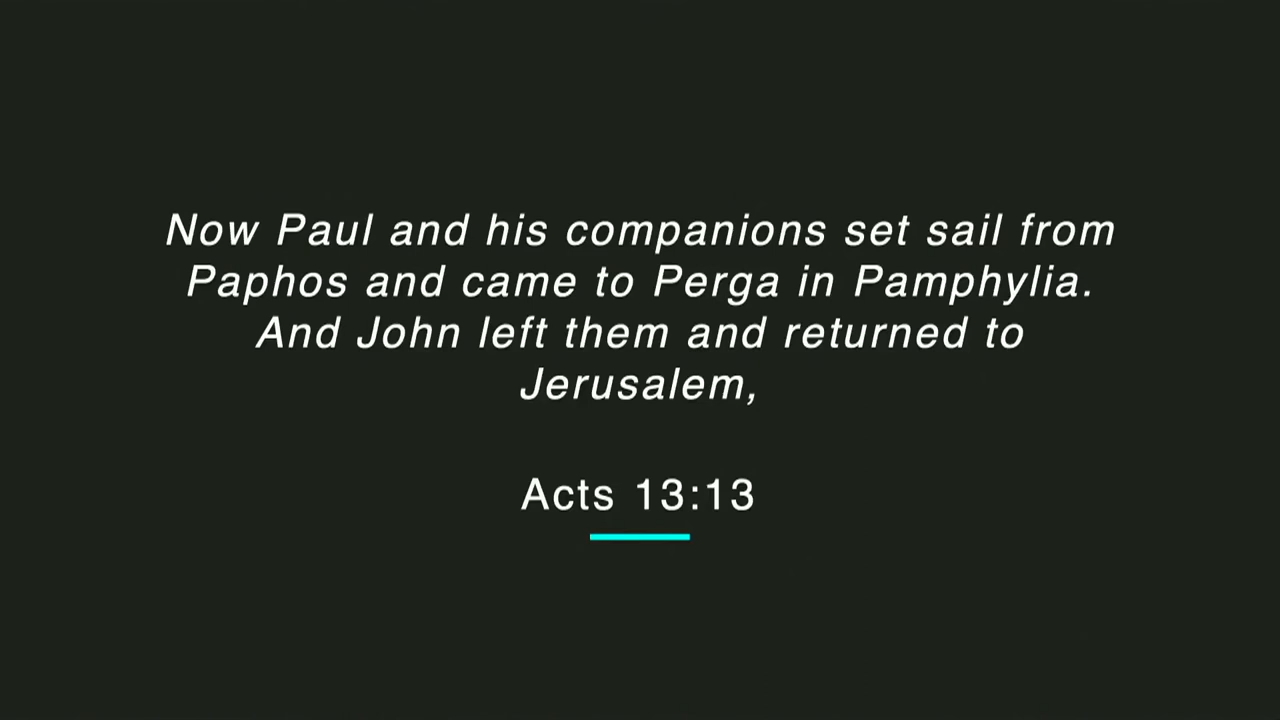 Now Paul and his companions set sail from
Paphos and came to Perga in Pamphylia.
And John left them and returned to
Jerusalem,
Acts 13:13